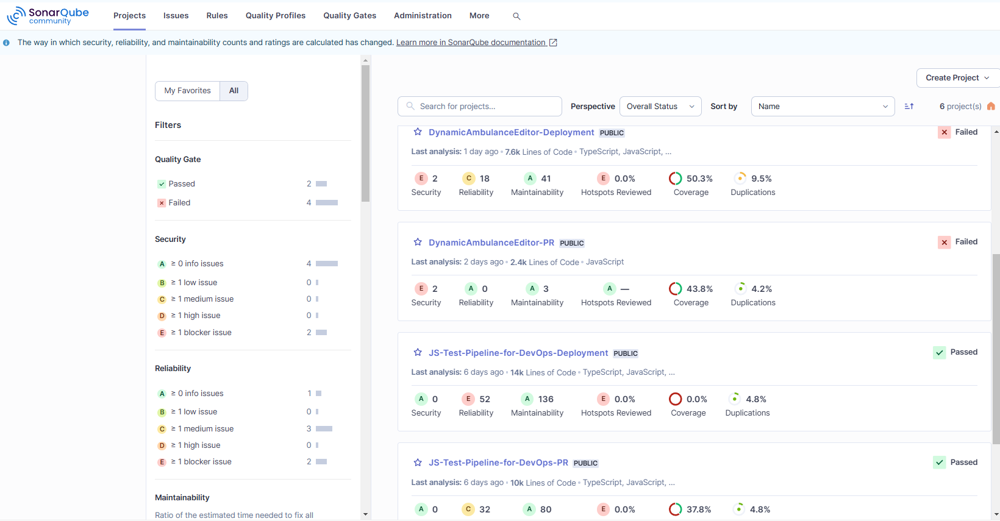 SonarQube community
Projects Issues Rules Quality Profiles Quality Gates Administration More
The way in which security, reliability, and maintainability counts and ratings are calculated has changed. Learn more in SonarQube documentation
My Favorites All
Filters
Quality Gate
Passed 2
Failed 4
Security
A ≥ 0 info issues 4
B ≥ 1 low issue 0
C ≥ 1 medium issue 0
D ≥ 1 high issue 0
E ≥ 1 blocker issue 2
Reliability
A ≥ 0 info issues 1
B ≥ 1 low issue 0
C ≥ 1 medium issue 3
D ≥ 1 high issue 0
E ≥ 1 blocker issue 2
Maintainability
Ratio of the estimated time needed to fix all
Create Project
Search for projects... Perspective Overall Status Sort by Name 6 project(s)
DynamicAmbulanceEditor-Deployment PUBLIC Failed
Last analysis: 1 day ago • 7.6k Lines of Code • TypeScript, JavaScript, ...
E 2 C 18 A 41 E 0.0% 50.3% 9.5%
Security Reliability Maintainability Hotspots Reviewed Coverage Duplications
DynamicAmbulanceEditor-PR PUBLIC Failed
Last analysis: 2 days ago • 2.4k Lines of Code • JavaScript
E 2 A 0 A 3 A — 43.8% 4.2%
Security Reliability Maintainability Hotspots Reviewed Coverage Duplications
JS-Test-Pipeline-for-DevOps-Deployment PUBLIC Passed
Last analysis: 6 days ago • 14k Lines of Code • TypeScript, JavaScript, ...
A 0 E 52 A 136 E 0.0% 0.0% 4.8%
Security Reliability Maintainability Hotspots Reviewed Coverage Duplications
JS-Test-Pipeline-for-DevOps-PR PUBLIC Passed
Last analysis: 6 days ago • 10k Lines of Code • TypeScript, JavaScript, ...
A 0 C 32 A 80 E 0.0% 37.8% 4.8%